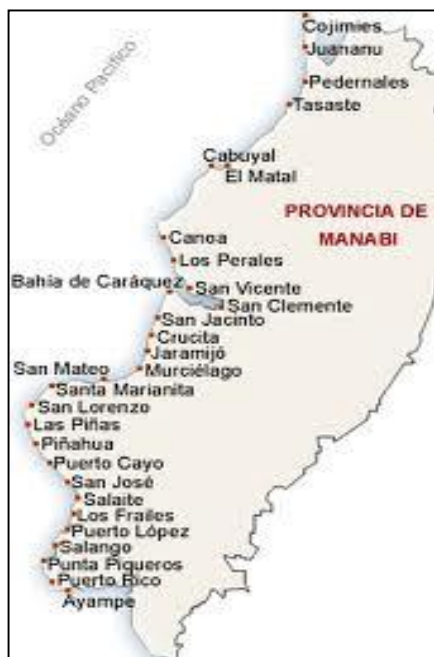 Cojimies
Juananu
Océano Pacífico
Pedernales
Tasaste
Cabuyal
El Matal
PROVINCIA DE
MANABI
Canoa
Los Perales
Bahía de Caráquez
San Vicente
San Clemente
San Jacinto
Crucita
Jaramijó
San Mateo
Murciélago
Santa Marianita
San Lorenzo
Las Piñas
Piñahua
Puerto Cayo
San José
Salaite
Los Frailes
Puerto López
Salango
Punta Piqueros
Puerto Rico
Ayampe